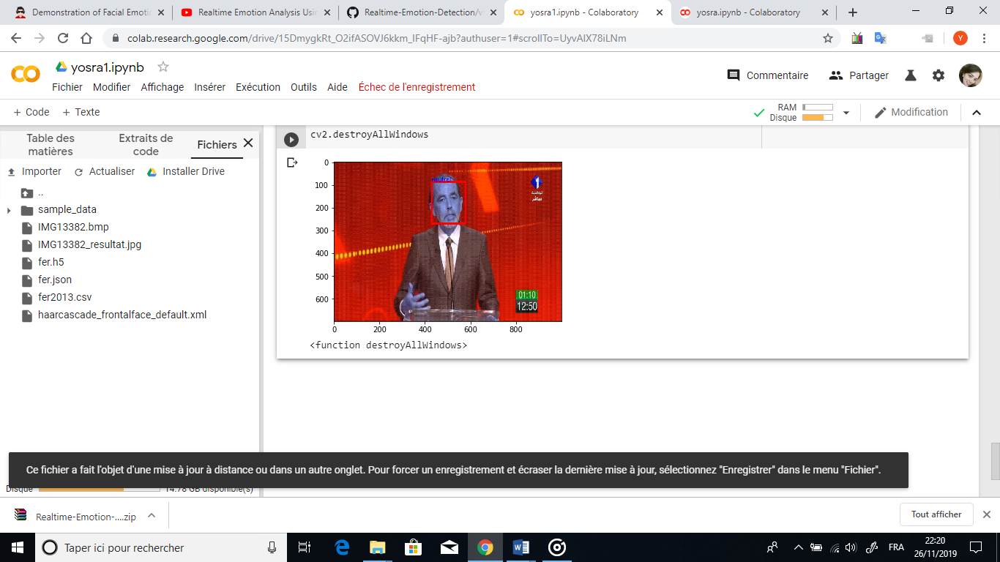 Demonstration of Facial Emoti
Realtime Emotion Analysis Usin
Realtime-Emotion-Detection/v
yosra1.ipynb - Colaboratory
yosra.ipynb - Colaboratory
colab.research.google.com/drive/15DmygkRt_O2ifASOVJ6kkm_lFqHF-ajb?authuser=1#scrollTo=UyvAlX78iLNm
Y
yosra1.ipynb
Commentaire
Partager
Fichier Modifier Affichage Insérer Exécution Outils Aide Échec de l'enregistrement
+ Code + Texte
RAM
Disque
Modification
Table des matières
Extraits de code
Fichiers
Importer Actualiser Installer Drive
..
sample_data
IMG13382.bmp
IMG13382_resultat.jpg
fer.h5
fer.json
fer2013.csv
haarcascade_frontalface_default.xml
Disque
14.78 GB disponible(s)
cv2.destroyAllWindows
0
100
200
300
400
500
600
neutral
الوطنية
مباشر
01:10
12:50
0 200 400 600 800
<function destroyAllWindows>
Ce fichier a fait l'objet d'une mise à jour à distance ou dans un autre onglet. Pour forcer un enregistrement et écraser la dernière mise à jour, sélectionnez "Enregistrer" dans le menu "Fichier".
Realtime-Emotion-....zip
Tout afficher
Taper ici pour rechercher
FRA
22:20
26/11/2019